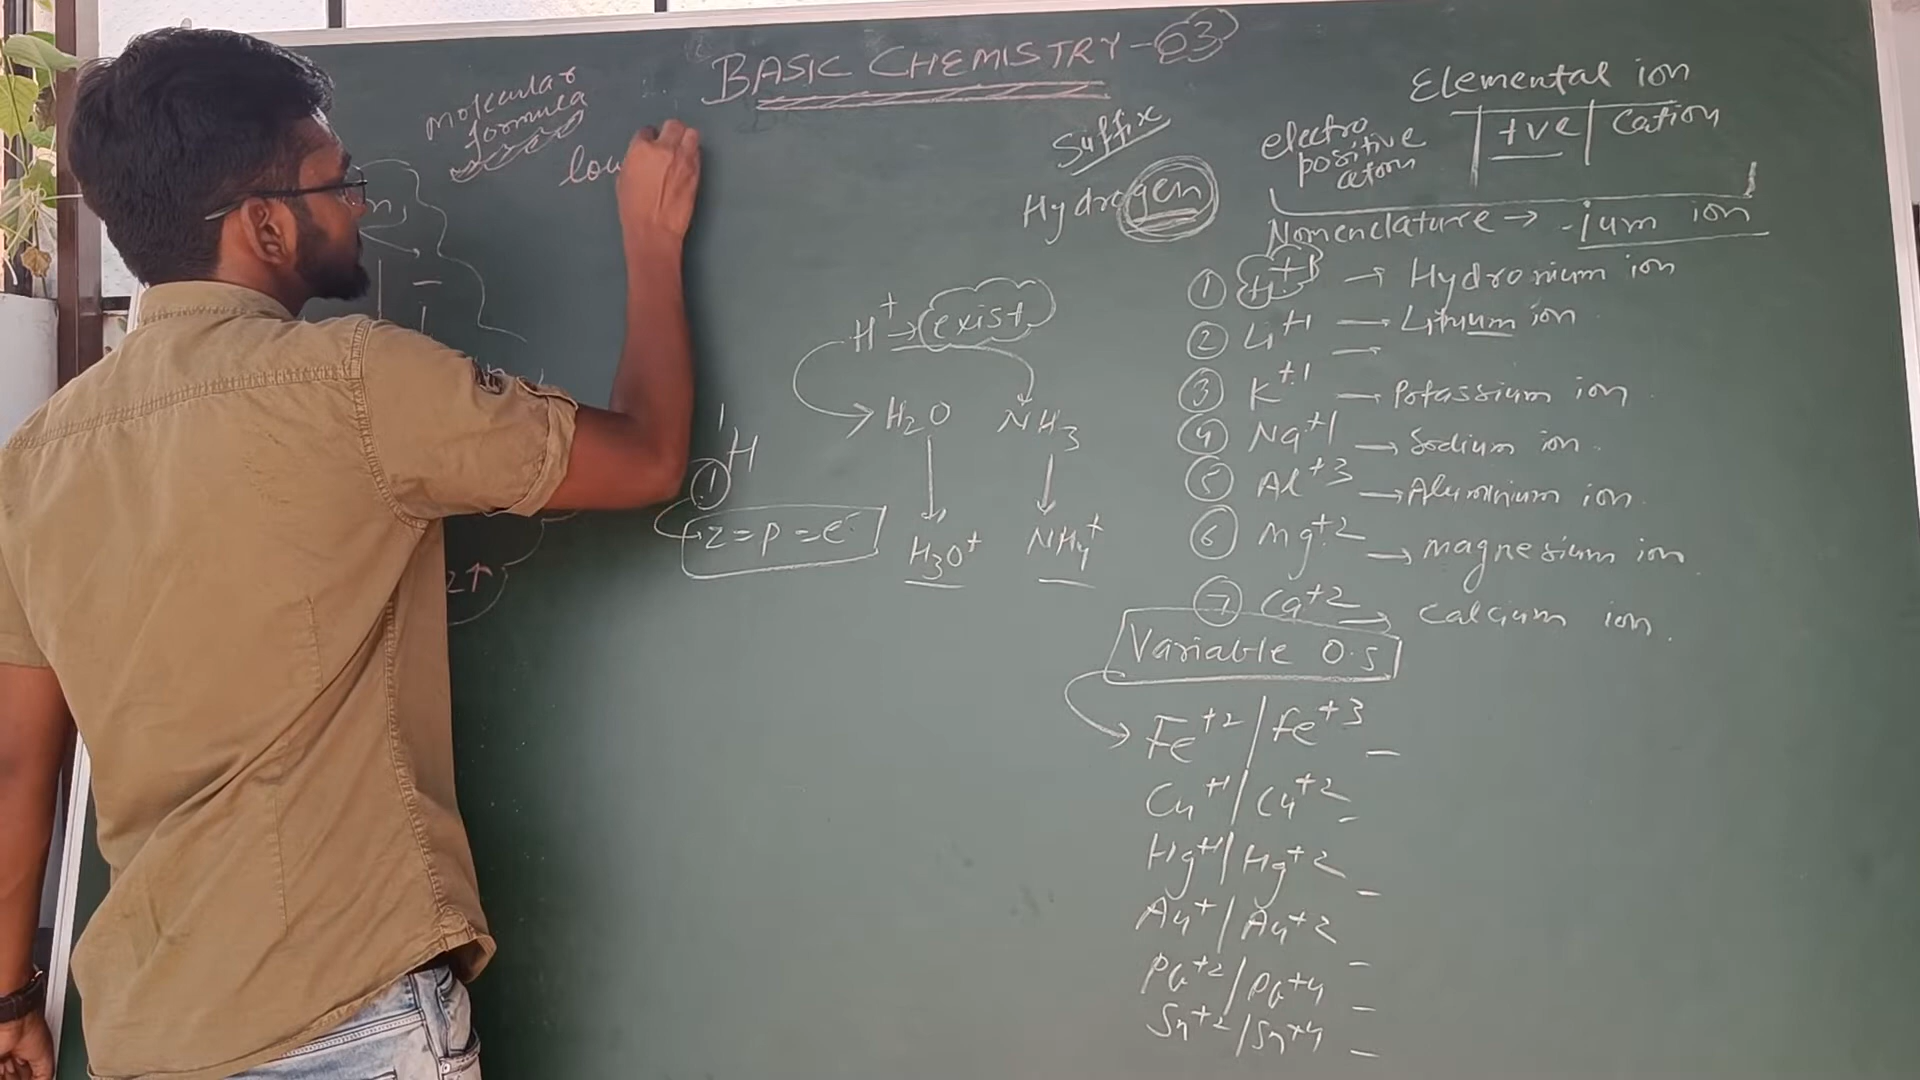 BASIC CHEMISTRY-03
molecular
formula
low
Suffix
Hydrogen
Elemental ion
electro
positive
atom
+ve
Cation
Nomenclature → -ium ion
① H+1 → Hydronium ion
② Li+1 → Lithium ion
③ K+1 → Potassium ion
④ Na+1 → Sodium ion
⑤ Al+3 → Aluminium ion
⑥ Mg+2 → magnesium ion
⑦ Ca+2 → Calcium ion
H+ → exist
H2O NH3
H3O+ NH4+
1
H
1
Z = P = e-
Z↑
Variable O.S
Fe+2 / Fe+3
Cu+1 / Cu+2
Hg+1 / Hg+2
Au+ / Au+2
Pb+2 / Pb+4
Sn+2 / Sn+4